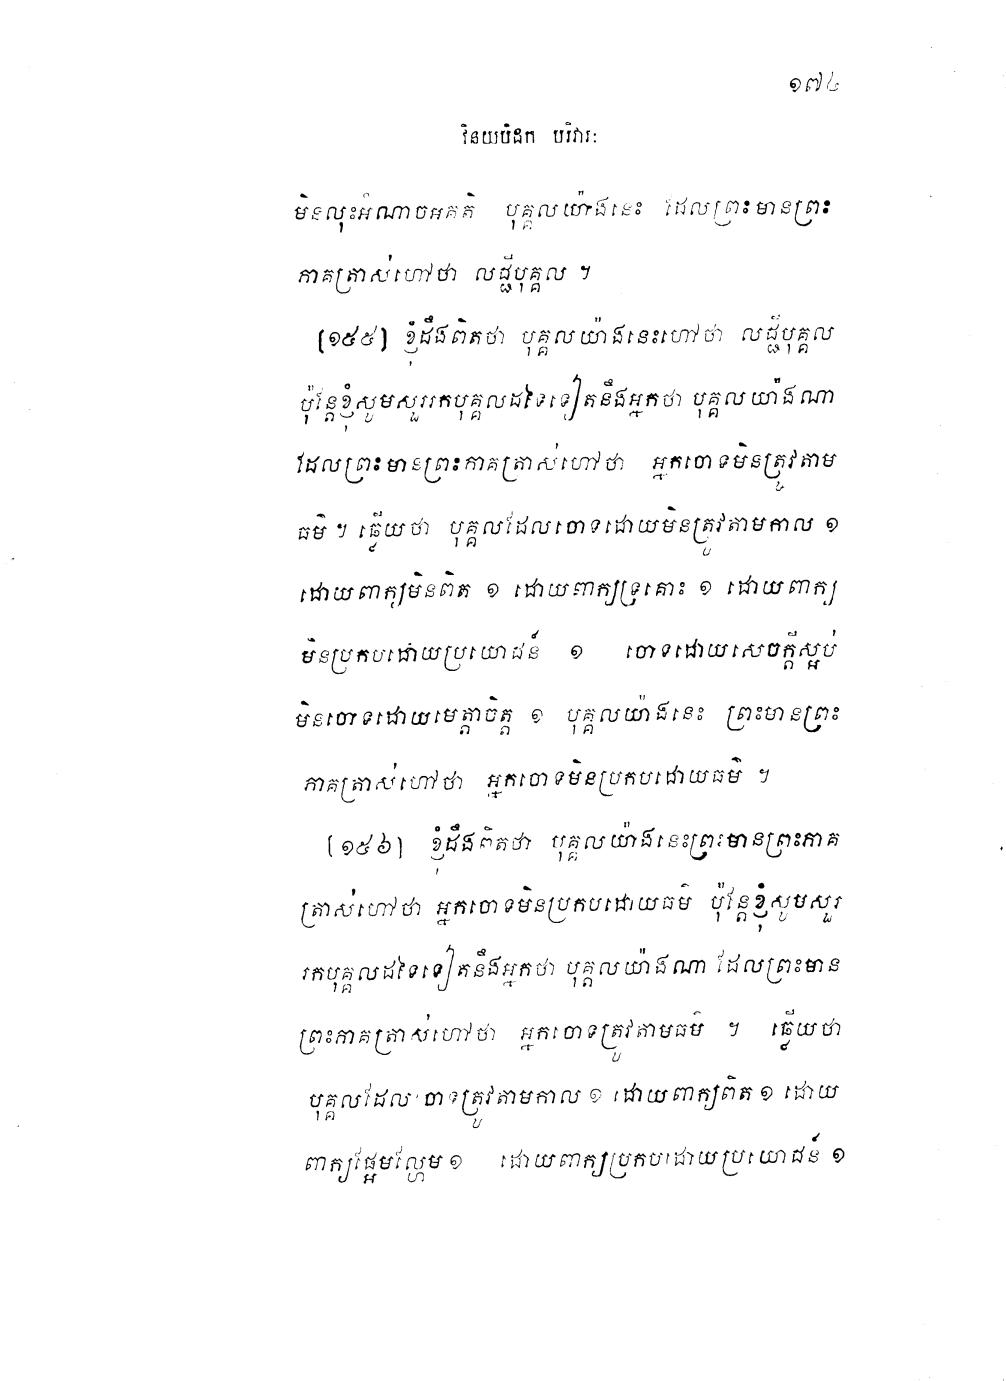 ១៧៤
វិនយបិដក បរិវារៈ
មិនលុះអំណាចអគតិ បុគ្គលយ៉ាងនេះ ដែលព្រះមានព្រះ
ភាគត្រាស់ហៅថា លជ្ជីបុគ្គល ។
[១៥៥] ខ្ញុំដឹងពិតថា បុគ្គលយ៉ាងនេះហៅថា លជ្ជីបុគ្គល
ប៉ុន្តែខ្ញុំសូមសួររកបុគ្គលដទៃទៀតនឹងអ្នកថា បុគ្គលយ៉ាងណា
ដែលព្រះមានព្រះភាគត្រាស់ហៅថា អ្នកចោទមិនត្រូវតាម
ធម៌ ។ ឆ្លើយថា បុគ្គលដែលចោទដោយមិនត្រូវតាមកាល ១
ដោយពាក្យមិនពិត ១ ដោយពាក្យទ្រគោះ ១ ដោយពាក្យ
មិនប្រកបដោយប្រយោជន៍ ១ ចោទដោយសេចក្តីស្អប់
មិនចោទដោយមេត្តាចិត្ត ១ បុគ្គលយ៉ាងនេះ ព្រះមានព្រះ
ភាគត្រាស់ហៅថា អ្នកចោទមិនប្រកបដោយធម៌ ។
[១៥៦] ខ្ញុំដឹងពិតថា បុគ្គលយ៉ាងនេះព្រះមានព្រះភាគ
ត្រាស់ហៅថា អ្នកចោទមិនប្រកបដោយធម៌ ប៉ុន្តែខ្ញុំសូមសួរ
រកបុគ្គលដទៃទៀតនឹងអ្នកថា បុគ្គលយ៉ាងណា ដែលព្រះមាន
ព្រះភាគត្រាស់ហៅថា អ្នកចោទត្រូវតាមធម៌ ។ ឆ្លើយថា
បុគ្គលដែលចោទត្រូវតាមកាល ១ ដោយពាក្យពិត ១ ដោយ
ពាក្យផ្អែមល្ហែម ១ ដោយពាក្យប្រកបដោយប្រយោជន៍ ១